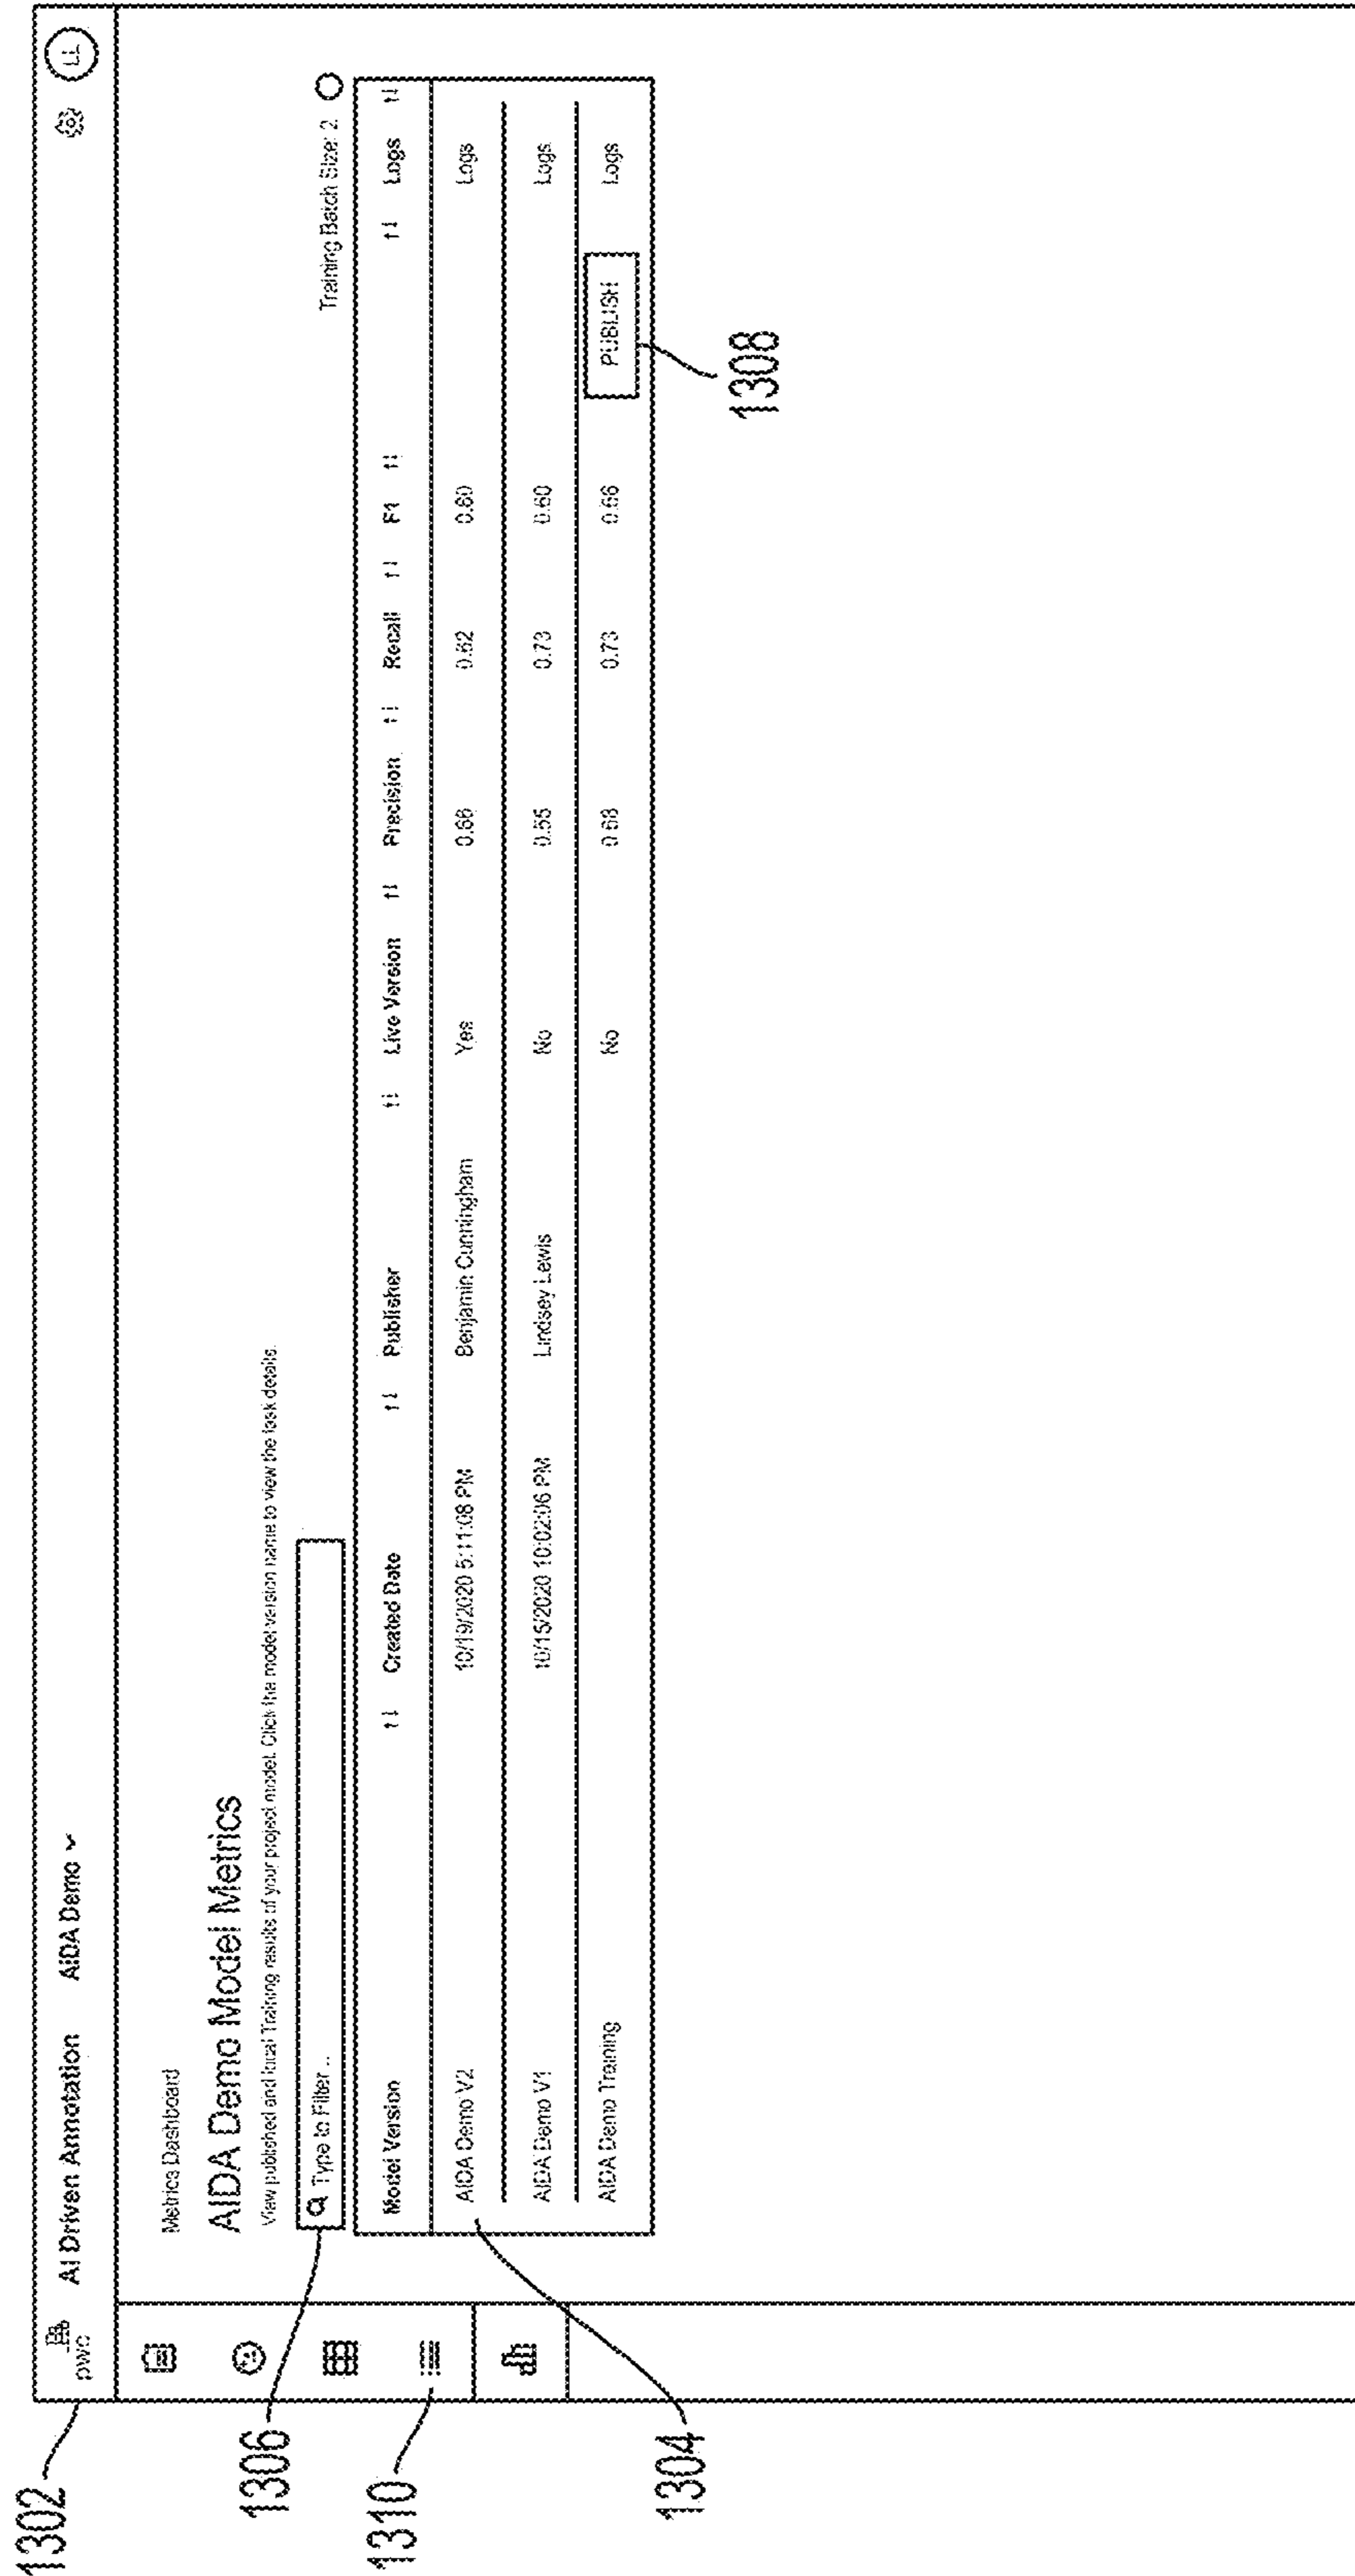 1302
pwc AI Driven Annotation AIDA Demo LL
Metrics Dashboard
AIDA Demo Model Metrics
View published and local Training results of your project model. Click the model version name to view the task details.
1306
Type to Filter ..
Training Batch Size: 2
Model Version ↑↓ Created Date ↑↓ Publisher ↑↓ Live Version ↑↓ Precision ↑↓ Recall ↑↓ F1 ↑↓ ↑↓ Logs ↑↓
1310
AIDA Demo V2 10/19/2020 5:11:08 PM Benjamin Cunningham Yes 0.62 Logs
AIDA Demo V1 10/15/2020 10:02:06 PM Lindsey Lewis No 0.55 0.73 0.60 Logs
AIDA Demo Training No 0.68 0.73 0.66 PUBLISH Logs
1304
1308